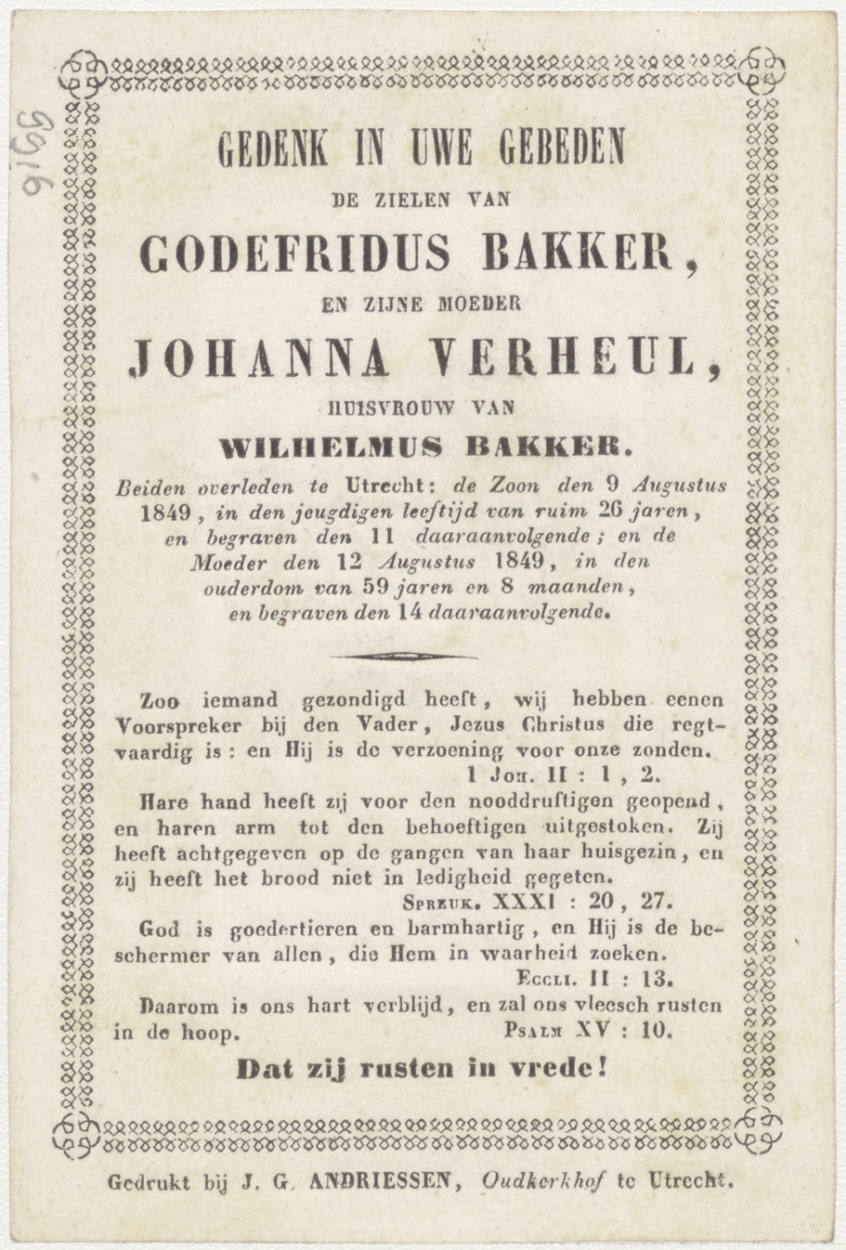 9916
GEDENK IN UWE GEBEDEN
DE ZIELEN VAN
GODEFRIDUS BAKKER,
EN ZIJNE MOEDER
JOHANNA VERHEUL,
HUISVROUW VAN
WILHELMUS BAKKER.
Beiden overleden te Utrecht: de Zoon den 9 Augustus
1849, in den jeugdigen leeftijd van ruim 26 jaren,
en begraven den 11 daaraanvolgende; en de
Moeder den 12 Augustus 1849, in den
ouderdom van 59 jaren en 8 maanden,
en begraven den 14 daaraanvolgende.
Zoo iemand gezondigd heeft, wij hebben eenen
Voorspreker bij den Vader, Jezus Christus die regt-
vaardig is: en Hij is de verzoening voor onze zonden.
1 JOH. II : 1, 2.
Hare hand heeft zij voor den nooddruftigen geopend,
en haren arm tot den behoeftigen uitgestoken. Zij
heeft achtgegeven op de gangen van haar huisgezin, en
zij heeft het brood niet in ledigheid gegeten.
SPREUK. XXXI : 20, 27.
God is goedertieren en barmhartig, en Hij is de be-
schermer van allen, die Hem in waarheid zoeken.
ECCLI. II : 13.
Daarom is ons hart verblijd, en zal ons vleesch rusten
in de hoop. PSALM XV : 10.
Dat zij rusten in vrede!
Gedrukt bij J. G. ANDRIESSEN, Oudkerkhof te Utrecht.